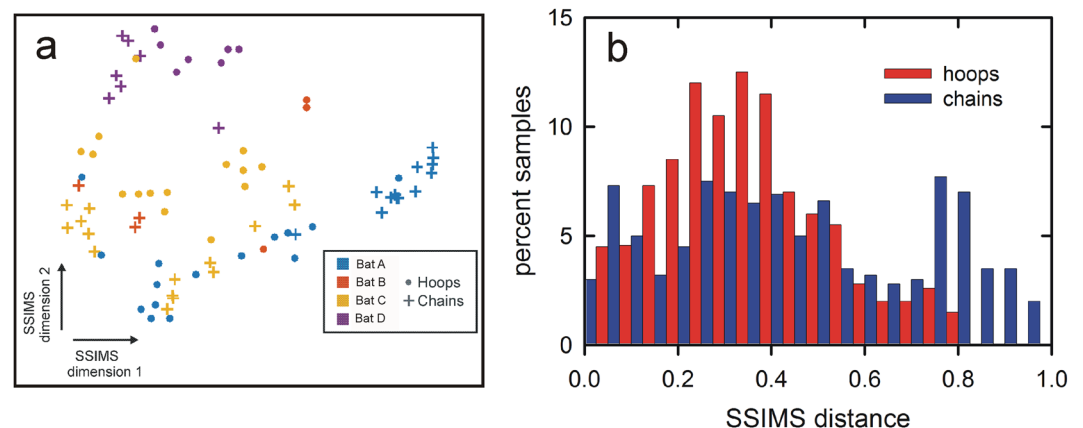 a
SSIMS
dimension 2
SSIMS
dimension 1
Bat A
Bat B
Bat C
Bat D
Hoops
Chains
b
percent samples
15
10
5
0
hoops
chains
0.0 0.2 0.4 0.6 0.8 1.0
SSIMS distance